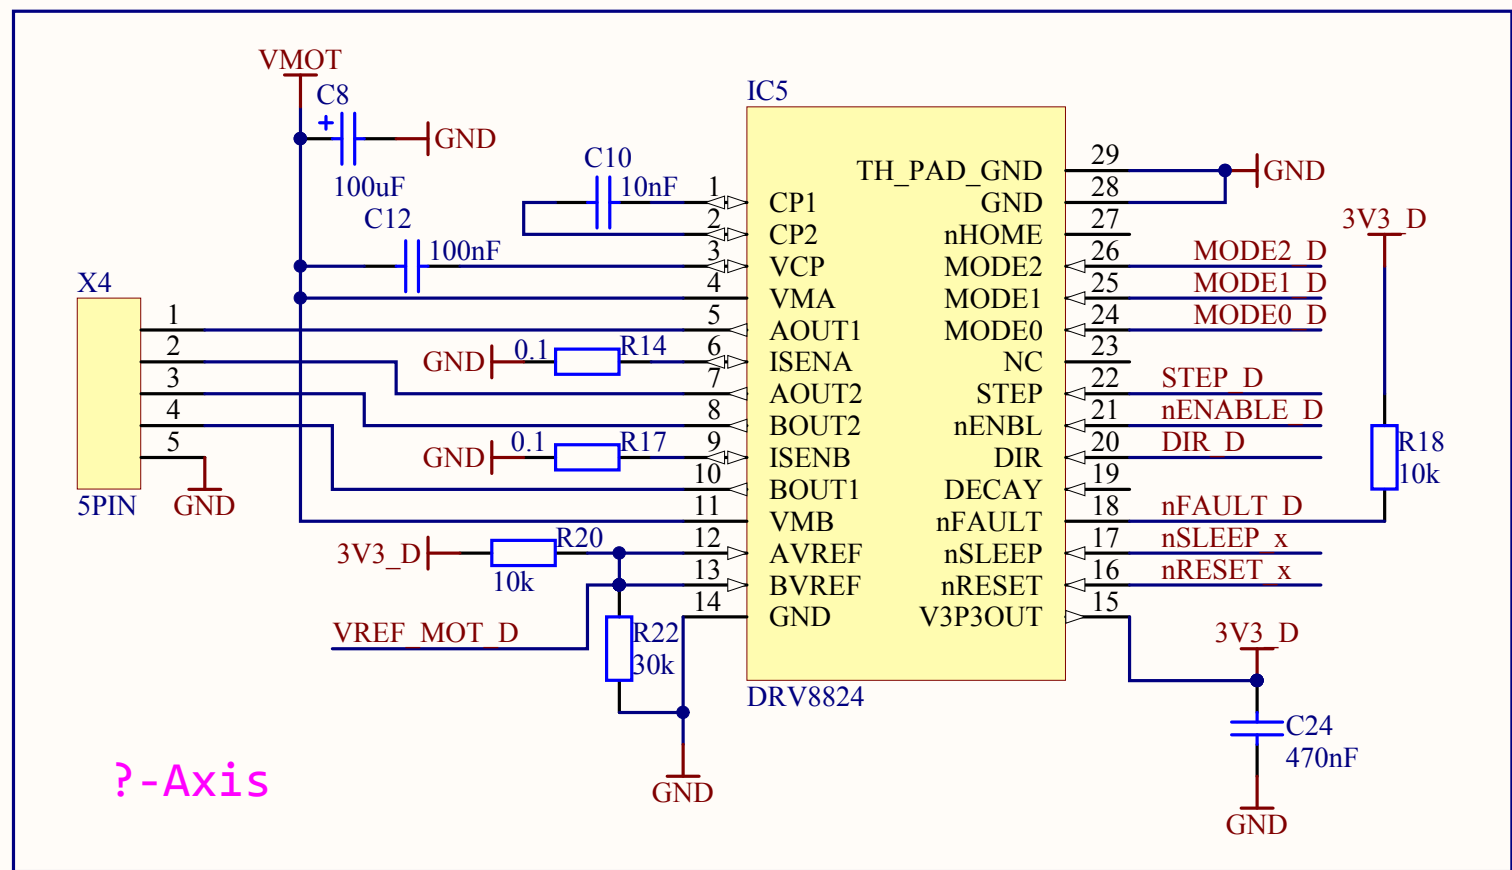 VMOT
C8
+
GND
100uF
C10
10nF
C12
100nF
X4
1
2
3
4
5
5PIN
GND
GND
0.1
R14
GND
0.1
R17
3V3_D
R20
10k
VREF_MOT_D
R22
30k
GND
IC5
1 CP1
2 CP2
3 VCP
4 VMA
5 AOUT1
6 ISENA
7 AOUT2
8 BOUT2
9 ISENB
10 BOUT1
11 VMB
12 AVREF
13 BVREF
14 GND
TH_PAD_GND 29
GND 28
nHOME 27
MODE2 26
MODE1 25
MODE0 24
NC 23
STEP 22
nENBL 21
DIR 20
DECAY 19
nFAULT 18
nSLEEP 17
nRESET 16
V3P3OUT 15
DRV8824
GND
MODE2_D
MODE1_D
MODE0_D
STEP_D
nENABLE_D
DIR_D
nFAULT_D
nSLEEP_x
nRESET_x
3V3_D
R18
10k
3V3_D
C24
470nF
GND
?-Axis